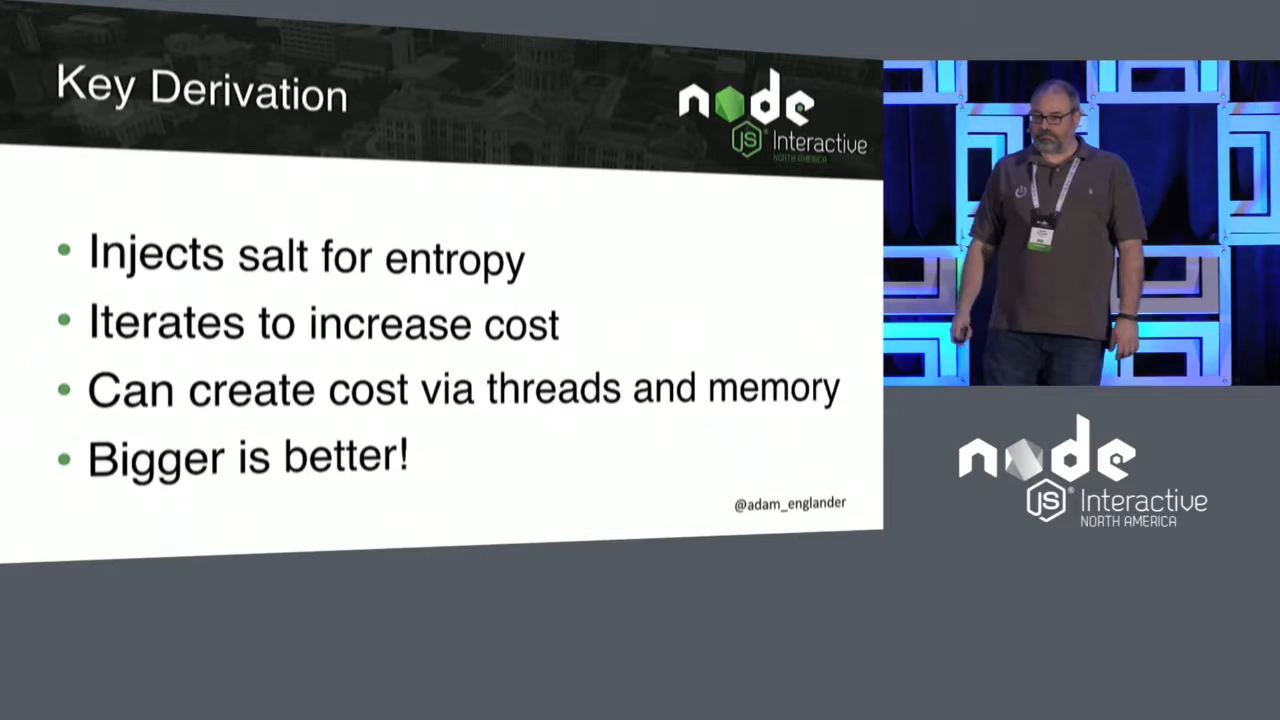 Key Derivation
node
JS
Interactive
NORTH AMERICA
• Injects salt for entropy
• Iterates to increase cost
• Can create cost via threads and memory
• Bigger is better!
@adam_englander
node
JS
Interactive
NORTH AMERICA